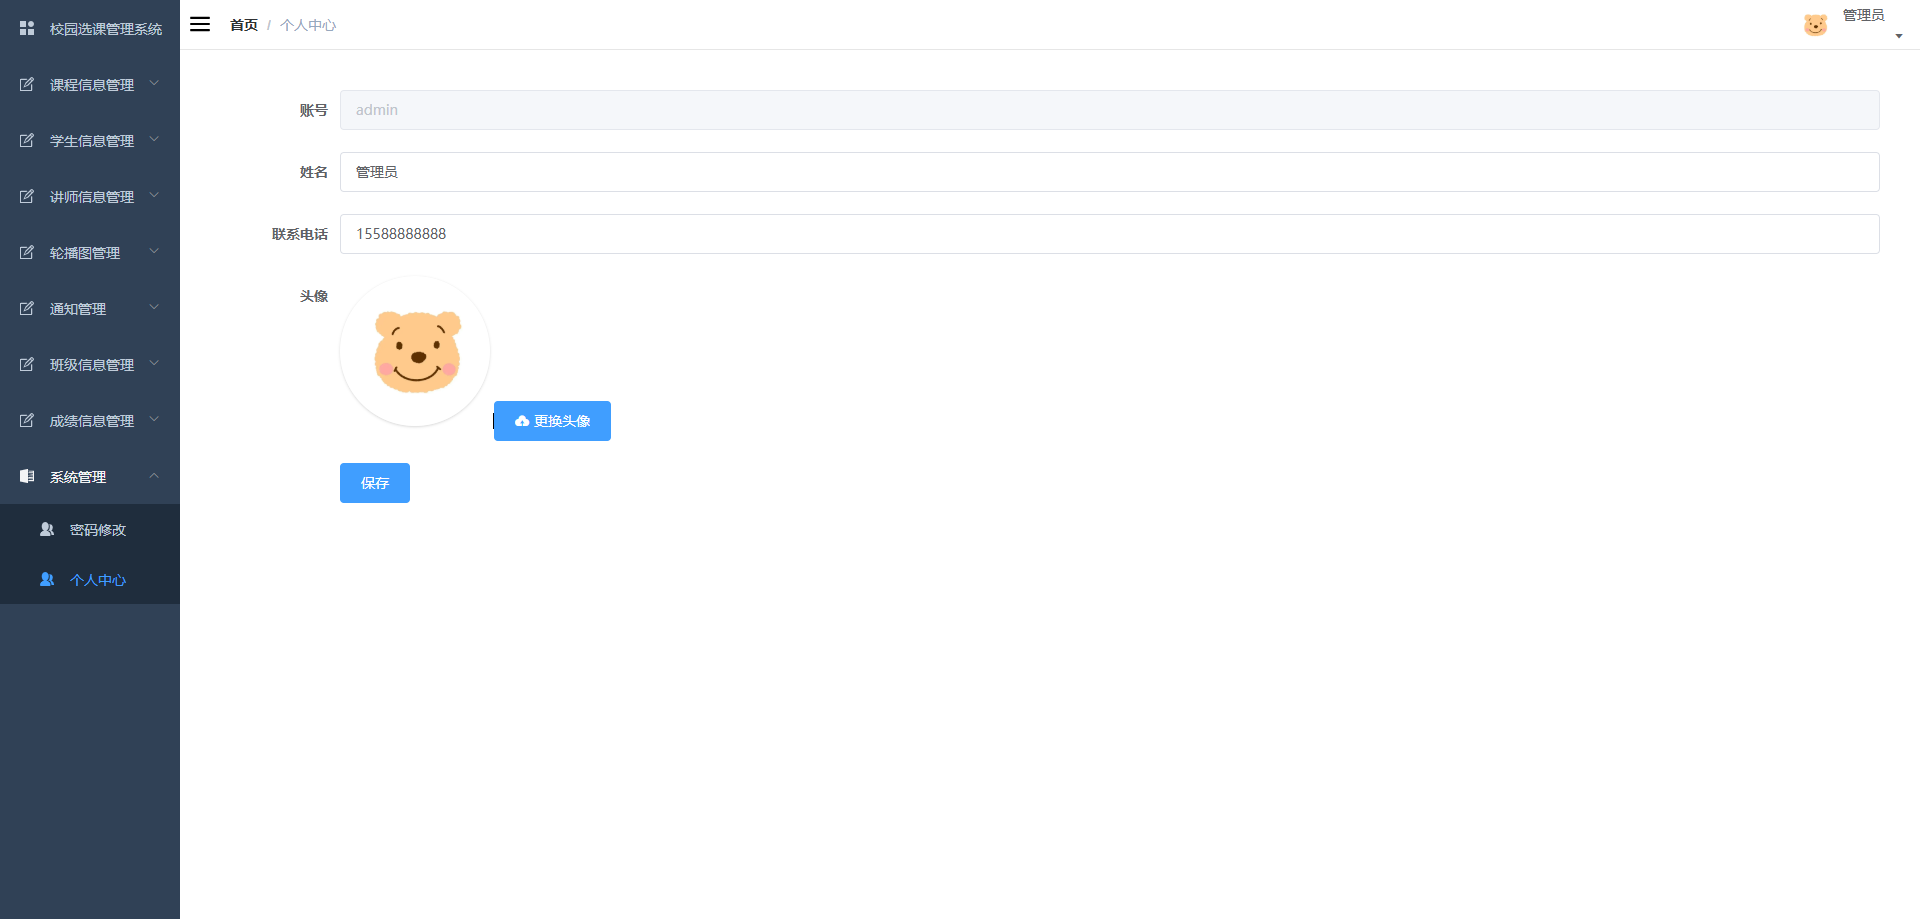 校园选课管理系统
课程信息管理
学生信息管理
讲师信息管理
轮播图管理
通知管理
班级信息管理
成绩信息管理
系统管理
密码修改
个人中心
首页 / 个人中心
管理员
账号 admin
姓名 管理员
联系电话 15588888888
头像
更换头像
保存